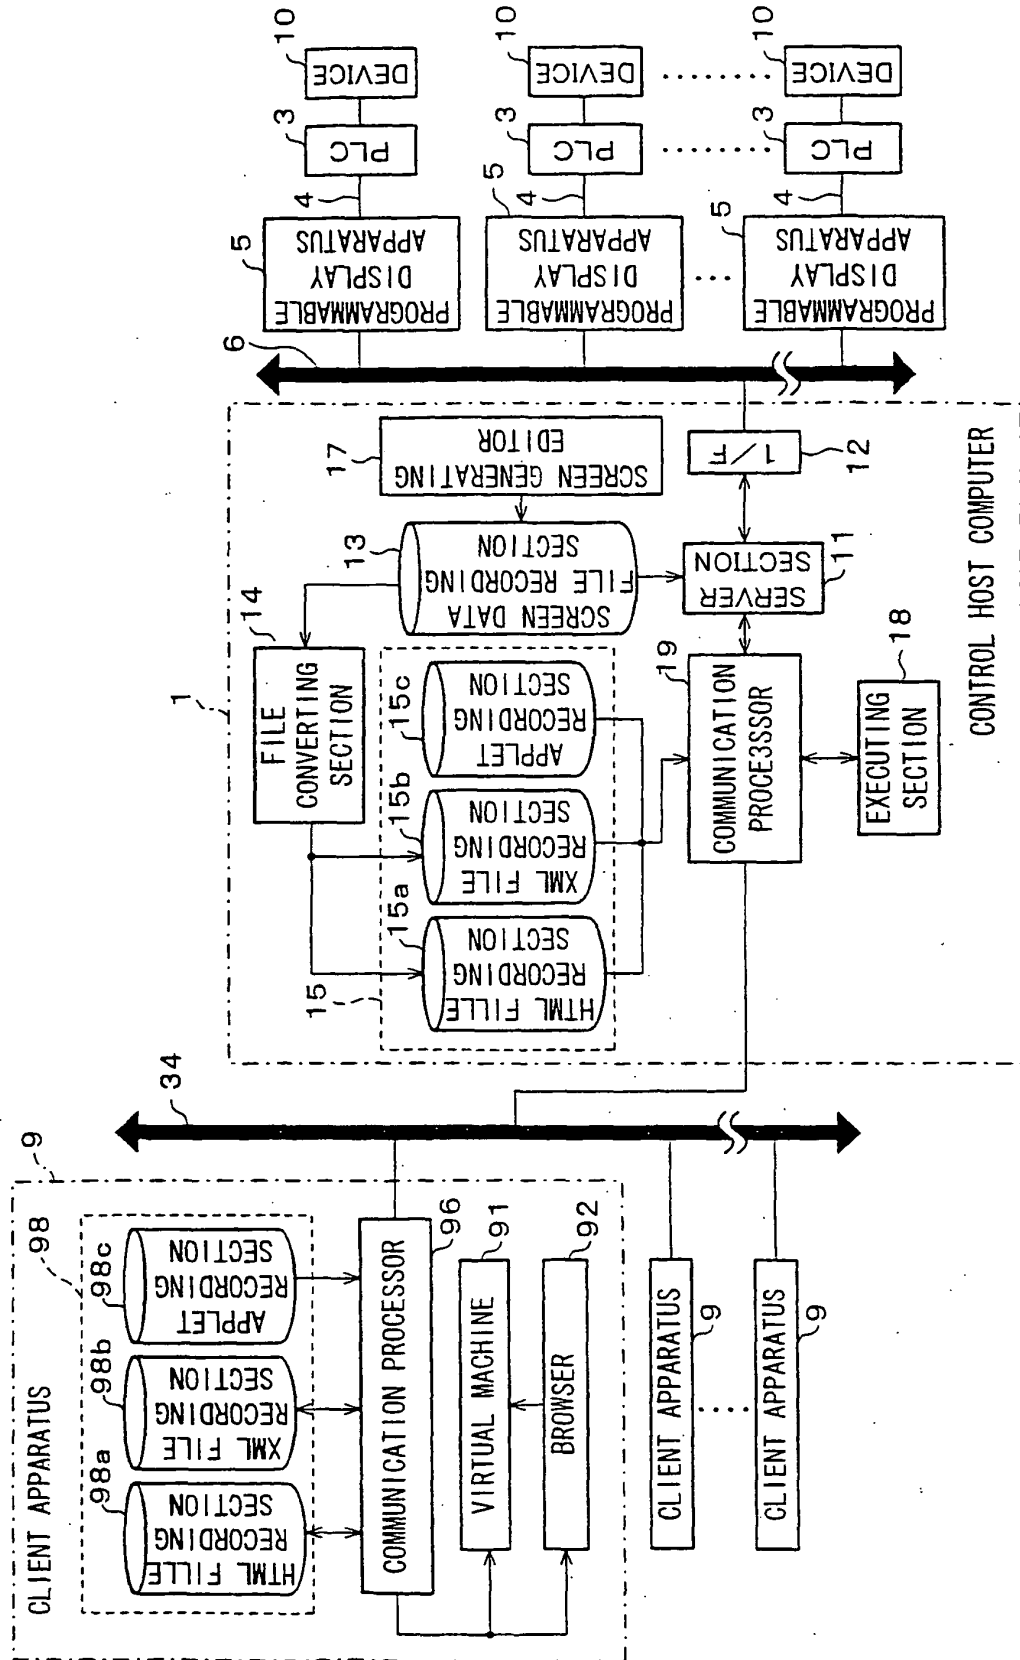 CLIENT APPARATUS
9
98
98a
HTML FILLE
RECORDING
SECTION
98b
XML FILE
RECORDING
SECTION
98c
APPLET
RECORDING
SECTION
COMMUNICATION PROCESSOR
96
VIRTUAL MACHINE
91
BROWSER
92
CLIENT APPARATUS
9
CLIENT APPARATUS
9
34
1
FILE
CONVERTING
SECTION
14
15
15a
HTML FILLE
RECORDING
SECTION
15b
XML FILE
RECORDING
SECTION
15c
APPLET
RECORDING
SECTION
13
SCREEN DATA
FILE RECORDING
SECTION
17
SCREEN GENERATING
EDITOR
COMMUNICATION
PROCE3SSOR
19
EXECUTING
SECTION
18
SERVER
SECTION
11
1/F
12
CONTROL HOST COMPUTER
6
PROGRAMMABLE
DISPLAY
APPARATUS
5
4
PLC
3
DEVICE
10
PROGRAMMABLE
DISPLAY
APPARATUS
5
4
PLC
3
DEVICE
10
PROGRAMMABLE
DISPLAY
APPARATUS
5
4
PLC
3
DEVICE
10